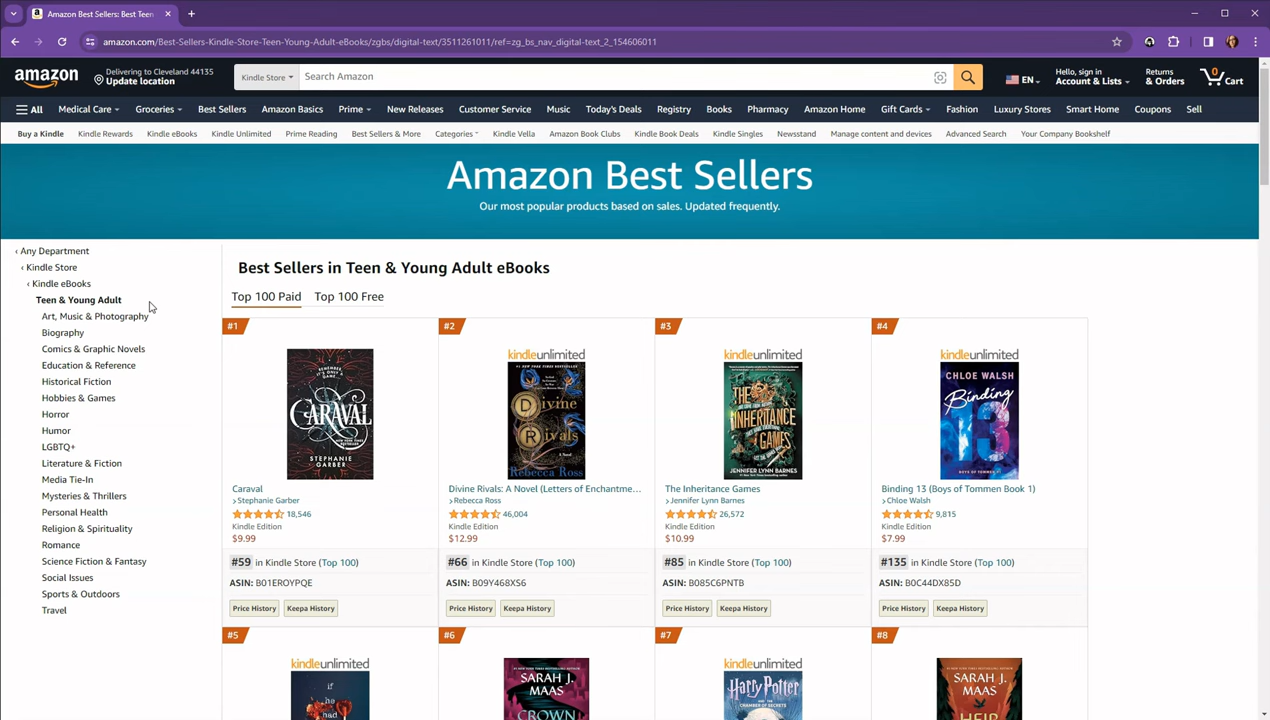 Amazon Best Sellers: Best Teen
amazon.com/Best-Sellers-Kindle-Store-Teen-Young-Adult-eBooks/zgbs/digital-text/3511261011/ref=zg_bs_nav_digital-text_2_154606011
amazon
Delivering to Cleveland 44135
Update location
Kindle Store
Search Amazon
EN
Hello, sign in
Account & Lists
Returns
& Orders
0
Cart
All
Medical Care
Groceries
Best Sellers
Amazon Basics
Prime
New Releases
Customer Service
Music
Today's Deals
Registry
Books
Pharmacy
Amazon Home
Gift Cards
Fashion
Luxury Stores
Smart Home
Coupons
Sell
Buy a Kindle
Kindle Rewards
Kindle eBooks
Kindle Unlimited
Prime Reading
Best Sellers & More
Categories
Kindle Vella
Amazon Book Clubs
Kindle Book Deals
Kindle Singles
Newsstand
Manage content and devices
Advanced Search
Your Company Bookshelf
Amazon Best Sellers
Our most popular products based on sales. Updated frequently.
‹ Any Department
‹ Kindle Store
‹ Kindle eBooks
Teen & Young Adult
Art, Music & Photography
Biography
Comics & Graphic Novels
Education & Reference
Historical Fiction
Hobbies & Games
Horror
Humor
LGBTQ+
Literature & Fiction
Media Tie-In
Mysteries & Thrillers
Personal Health
Religion & Spirituality
Romance
Science Fiction & Fantasy
Social Issues
Sports & Outdoors
Travel
Best Sellers in Teen & Young Adult eBooks
Top 100 Paid
Top 100 Free
#1
CARAVAL
STEPHANIE
GARBER
Caraval
›Stephanie Garber
18,546
Kindle Edition
$9.99
#59 in Kindle Store (Top 100)
ASIN: B01EROYPQE
Price History
Keepa History
#2
kindleunlimited
Divine
Rivals
Rebecca Ross
Divine Rivals: A Novel (Letters of Enchantme...
›Rebecca Ross
46,004
Kindle Edition
$12.99
#66 in Kindle Store (Top 100)
ASIN: B09Y468XS6
Price History
Keepa History
#3
kindleunlimited
THE
INHERITANCE
GAMES
JENNIFER LYNN BARNES
The Inheritance Games
›Jennifer Lynn Barnes
26,572
Kindle Edition
$10.99
#85 in Kindle Store (Top 100)
ASIN: B085C6PNTB
Price History
Keepa History
#4
kindleunlimited
CHLOE WALSH
Binding
13
BOYS OF TOMMEN
Binding 13 (Boys of Tommen Book 1)
›Chloe Walsh
9,815
Kindle Edition
$7.99
#135 in Kindle Store (Top 100)
ASIN: B0C44DX85D
Price History
Keepa History
#5
kindleunlimited
if
he
had
#6
SARAH J.
MAAS
CROWN
#7
kindleunlimited
Harry Potter
AND THE
CHAMBER OF SECRETS
#8
SARAH J.
MAAS
HEIR